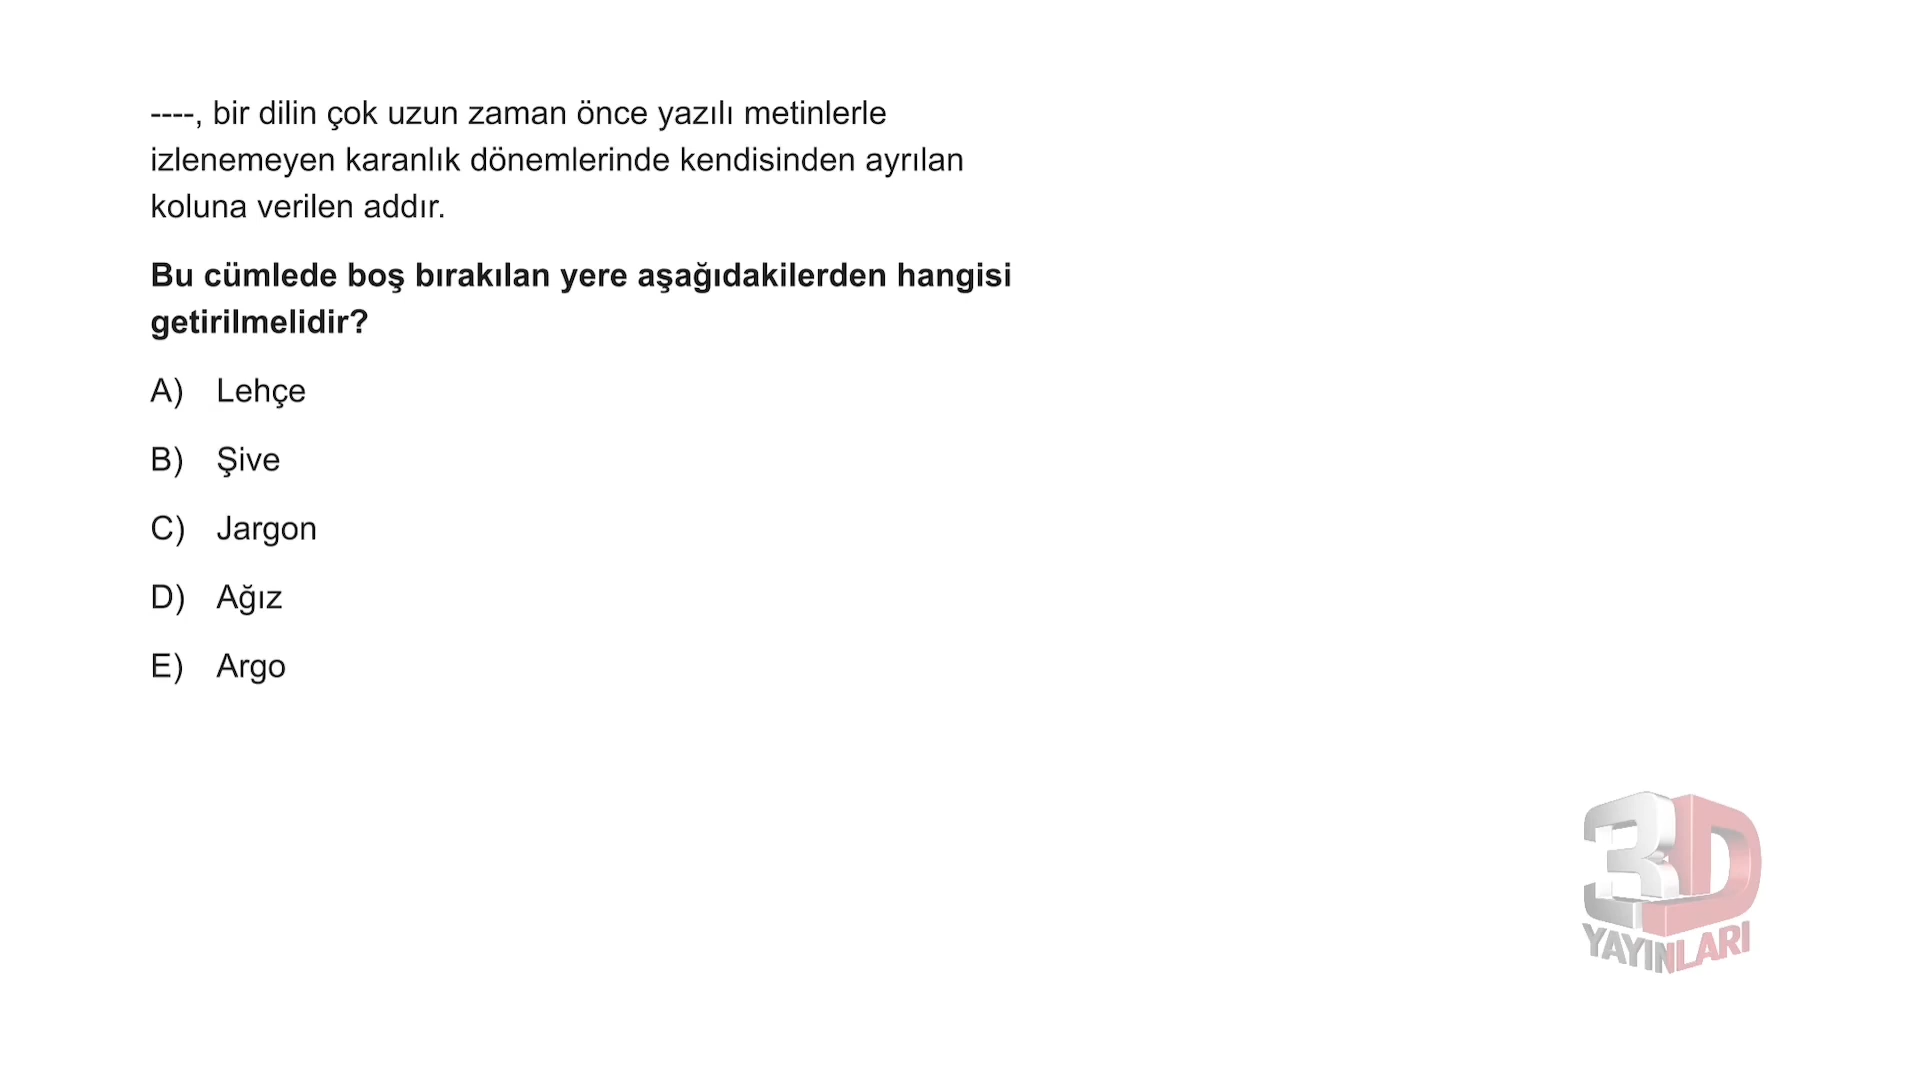 ----, bir dilin çok uzun zaman önce yazılı metinlerle
izlenemeyen karanlık dönemlerinde kendisinden ayrılan
koluna verilen addır.
Bu cümlede boş bırakılan yere aşağıdakilerden hangisi
getirilmelidir?
A) Lehçe
B) Şive
C) Jargon
D) Ağız
E) Argo
3D
YAYINLARI